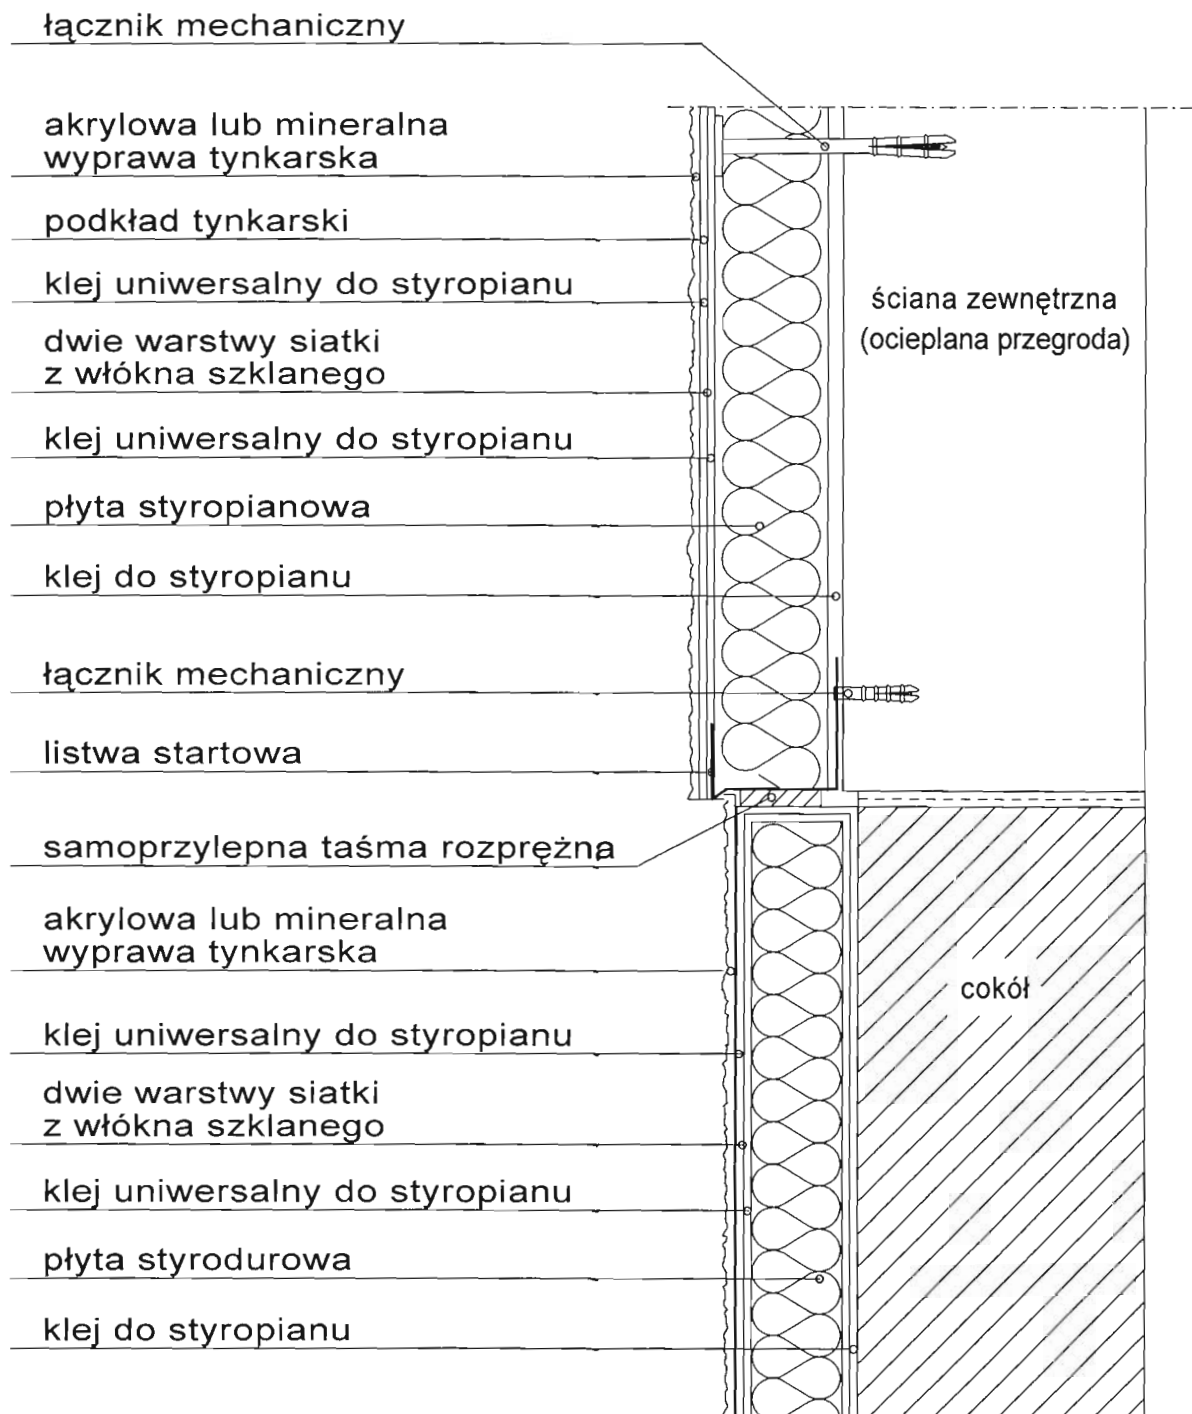 łącznik mechaniczny
akrylowa lub mineralna
wyprawa tynkarska
podkład tynkarski
klej uniwersalny do styropianu
ściana zewnętrzna
(ocieplana przegroda)
dwie warstwy siatki
z włókna szklanego
klej uniwersalny do styropianu
płyta styropianowa
klej do styropianu
łącznik mechaniczny
listwa startowa
samoprzylepna taśma rozprężna
akrylowa lub mineralna
wyprawa tynkarska
cokół
klej uniwersalny do styropianu
dwie warstwy siatki
z włókna szklanego
klej uniwersalny do styropianu
płyta styrodurowa
klej do styropianu